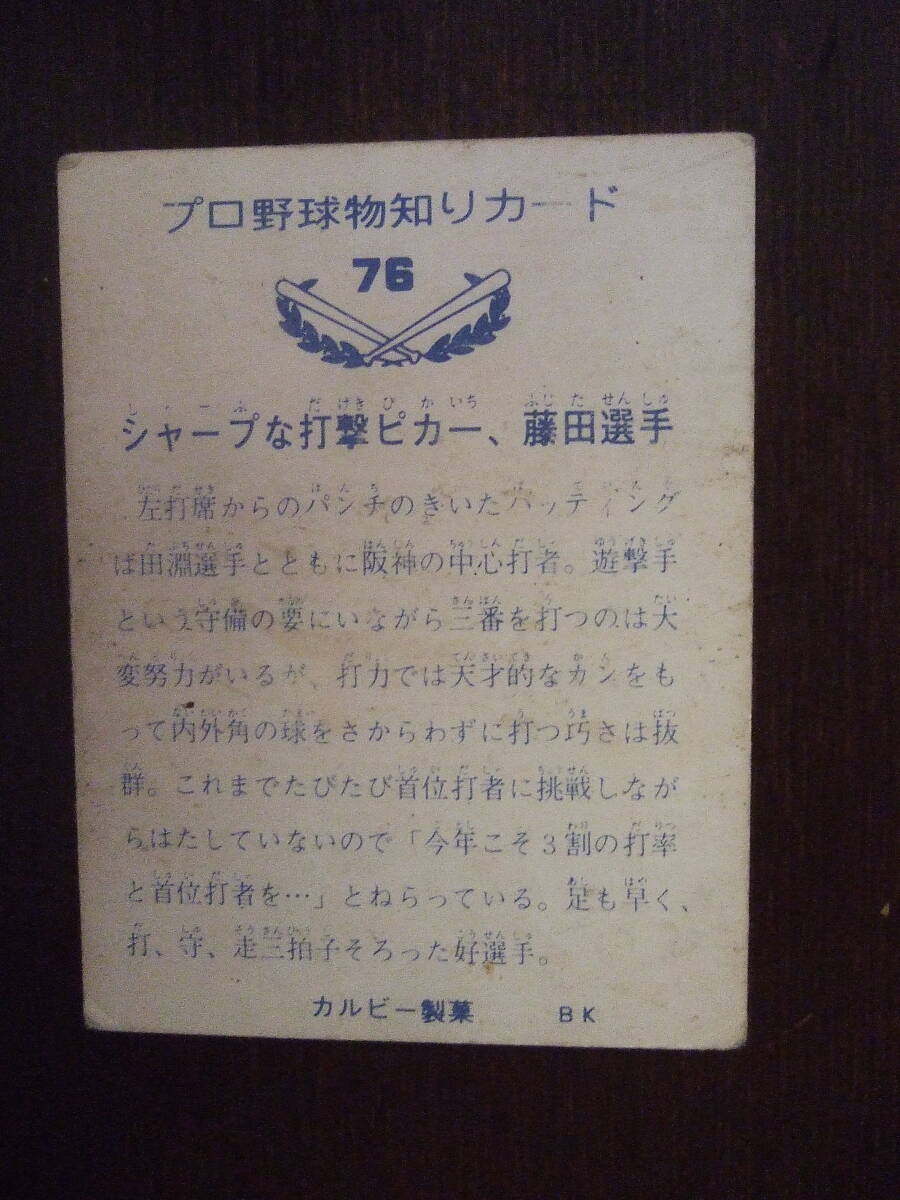 プロ野球物知りカード
76
シャープな打撃ピカ一、藤田選手
左打席からのパンチのきいたバッティング
は田淵選手とともに阪神の中心打者。遊撃手
という守備の要にいながら三番を打つのは大
変努力がいるが、打力では天才的なカンをも
って内外角の球をさからわずに打つ巧さは抜
群。これまでたびたび首位打者に挑戦しなが
らはたしていないので「今年こそ3割の打率
と首位打者を…」とねらっている。足も早く、
打、守、走三拍子そろった好選手。
カルビー製菓 BK